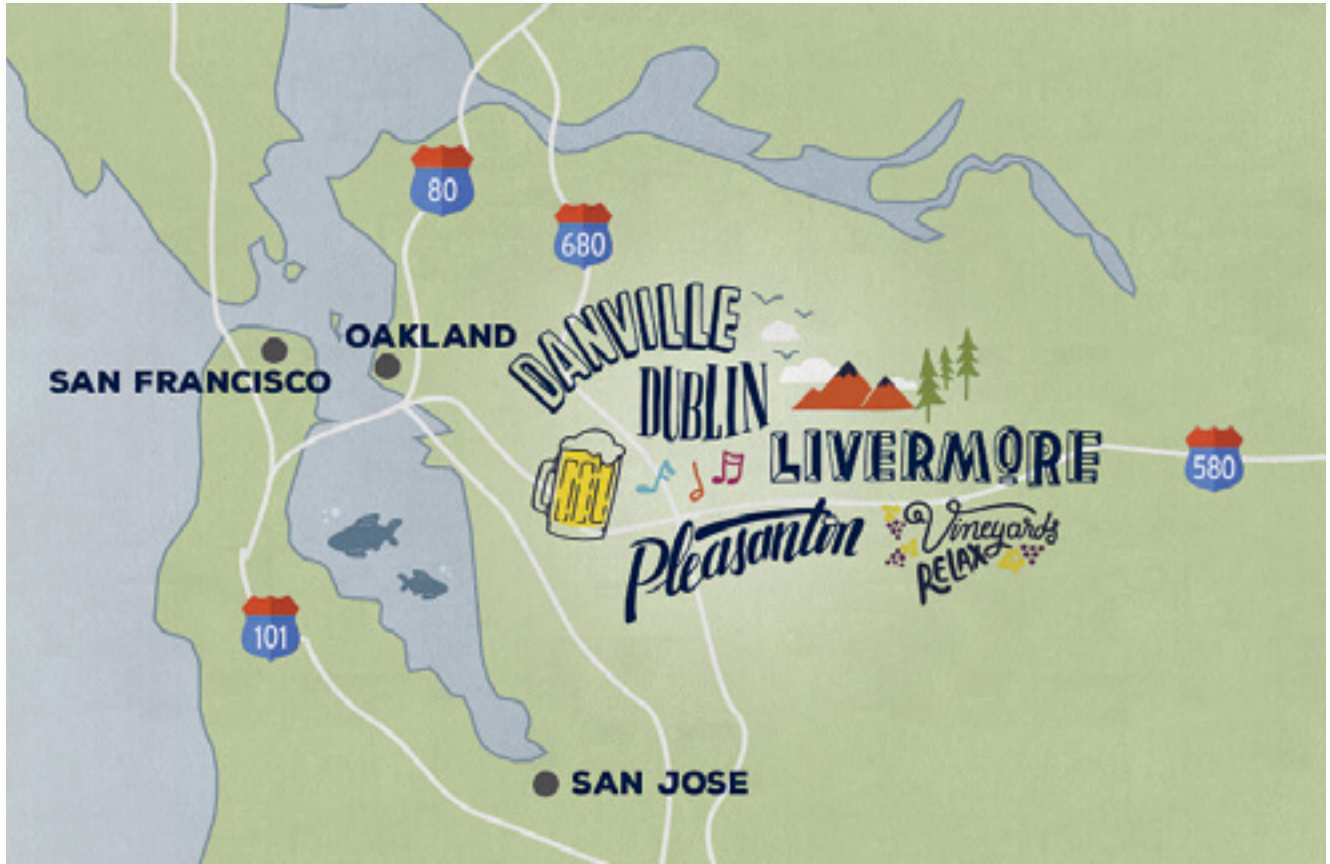 80
680
DANVILLE
OAKLAND
SAN FRANCISCO
DUBLIN
LIVERMORE
580
Pleasanton
Vineyards
RELAX
101
SAN JOSE